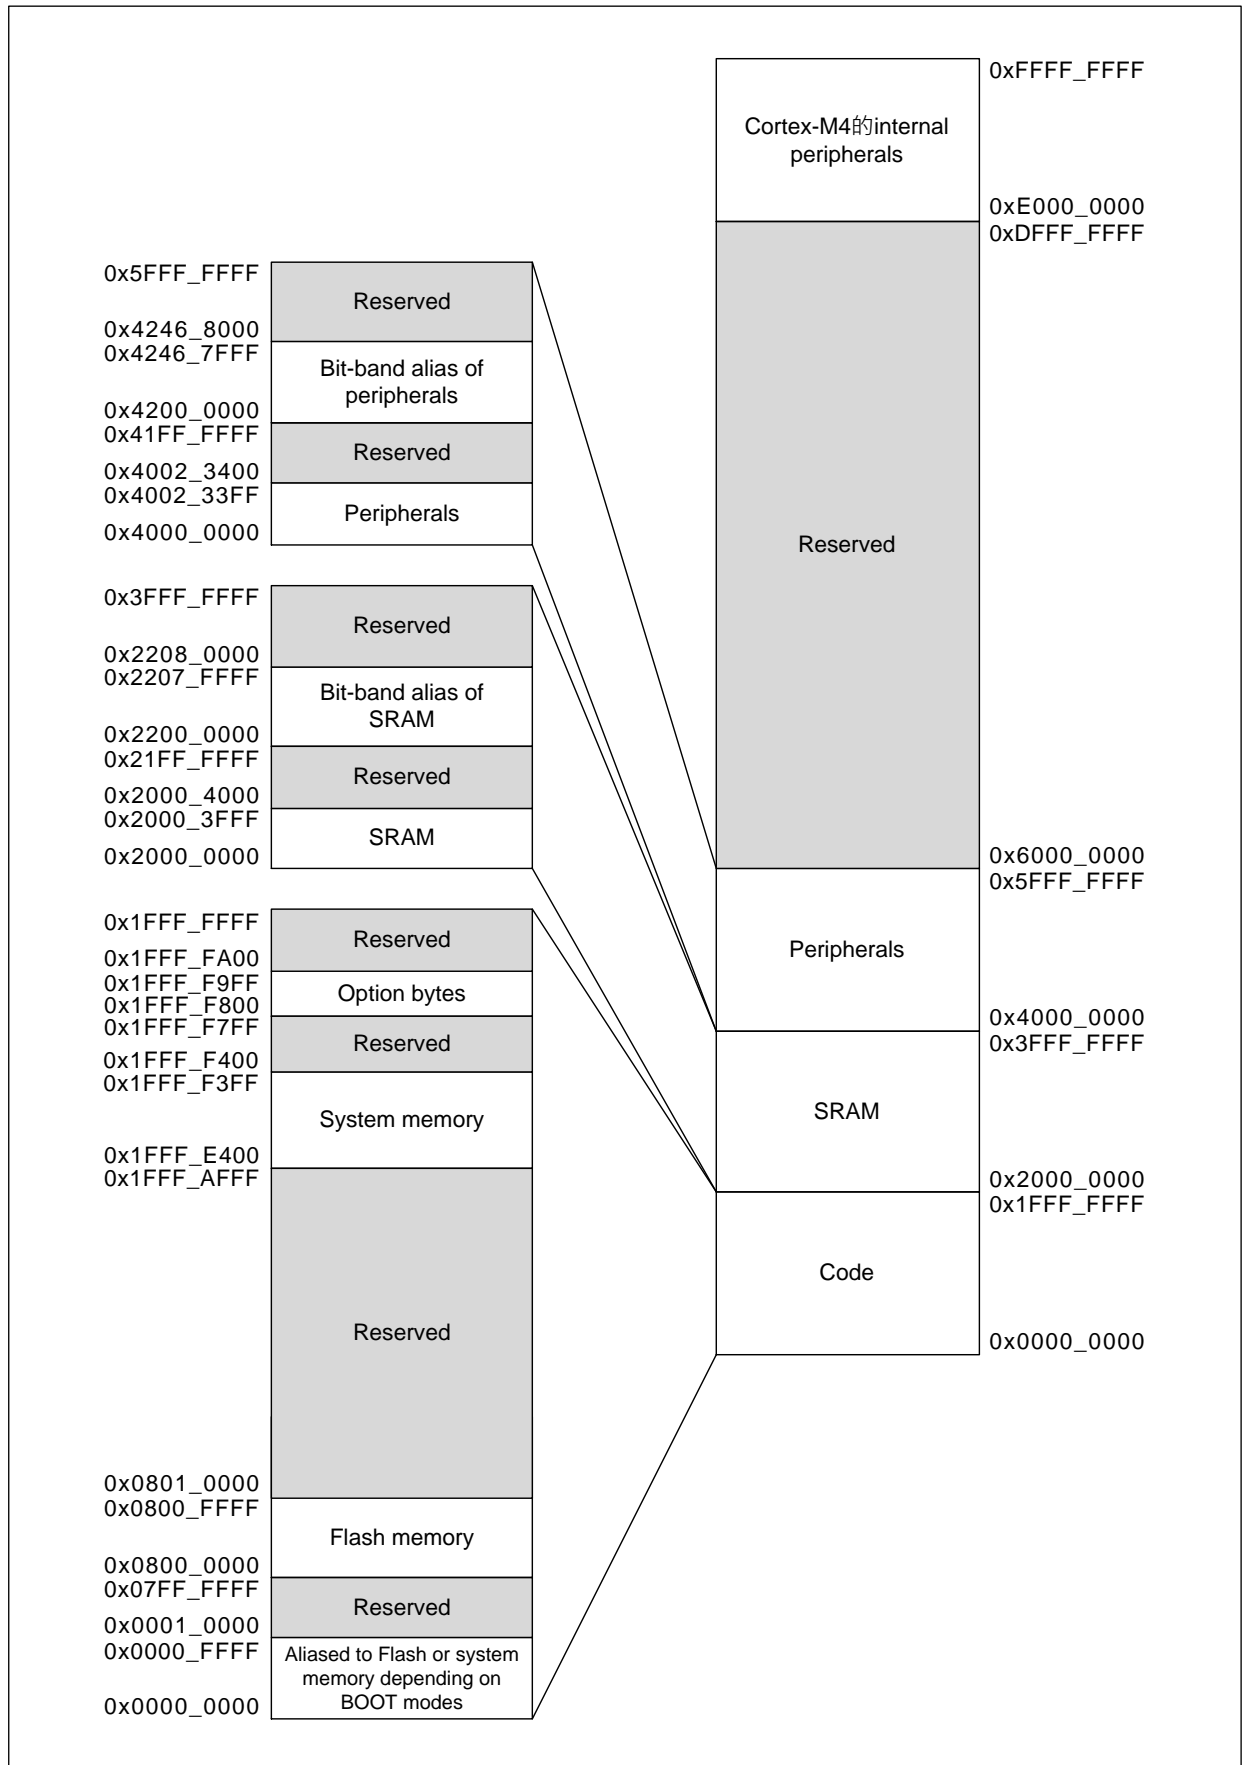 0xFFFF_FFFF
Cortex-M4的internal
peripherals
0xE000_0000
0xDFFF_FFFF
Reserved
0x6000_0000
0x5FFF_FFFF
Peripherals
0x4000_0000
0x3FFF_FFFF
SRAM
0x2000_0000
0x1FFF_FFFF
Code
0x0000_0000
0x5FFF_FFFF
Reserved
0x4246_8000
0x4246_7FFF
Bit-band alias of
peripherals
0x4200_0000
0x41FF_FFFF
Reserved
0x4002_3400
0x4002_33FF
Peripherals
0x4000_0000
0x3FFF_FFFF
Reserved
0x2208_0000
0x2207_FFFF
Bit-band alias of
SRAM
0x2200_0000
0x21FF_FFFF
Reserved
0x2000_4000
0x2000_3FFF
SRAM
0x2000_0000
0x1FFF_FFFF
Reserved
0x1FFF_FA00
0x1FFF_F9FF
Option bytes
0x1FFF_F800
0x1FFF_F7FF
Reserved
0x1FFF_F400
0x1FFF_F3FF
System memory
0x1FFF_E400
0x1FFF_AFFF
Reserved
0x0801_0000
0x0800_FFFF
Flash memory
0x0800_0000
0x07FF_FFFF
Reserved
0x0001_0000
0x0000_FFFF
Aliased to Flash or system
memory depending on
BOOT modes
0x0000_0000